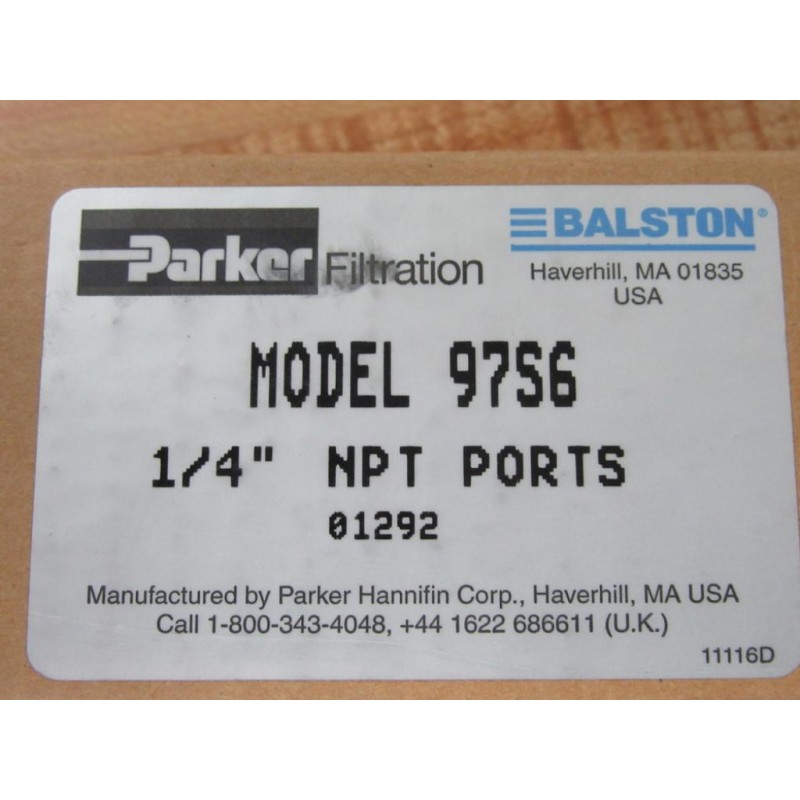 Parker Filtration
BALSTON®
Haverhill, MA 01835
USA
MODEL 97S6
1/4" NPT PORTS
01292
Manufactured by Parker Hannifin Corp., Haverhill, MA USA
Call 1-800-343-4048, +44 1622 686611 (U.K.)
11116D